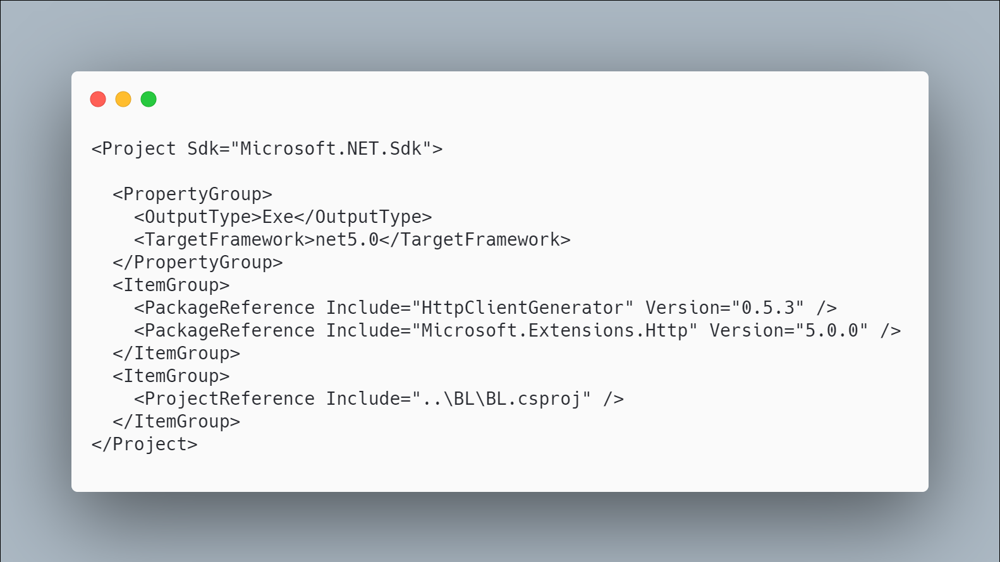 <Project Sdk="Microsoft.NET.Sdk">
  <PropertyGroup>
    <OutputType>Exe</OutputType>
    <TargetFramework>net5.0</TargetFramework>
  </PropertyGroup>
  <ItemGroup>
    <PackageReference Include="HttpClientGenerator" Version="0.5.3" />
    <PackageReference Include="Microsoft.Extensions.Http" Version="5.0.0" />
  </ItemGroup>
  <ItemGroup>
    <ProjectReference Include="..\BL\BL.csproj" />
  </ItemGroup>
</Project>